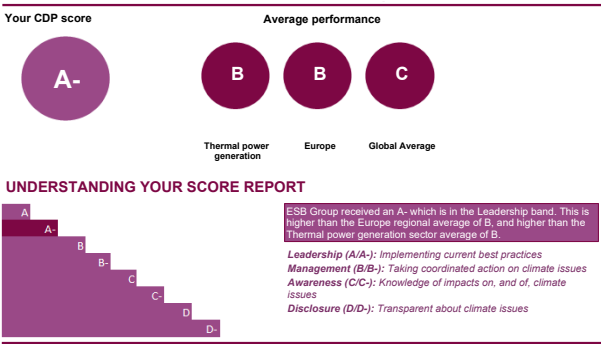 Your CDP score
Average performance
A-
B
B
C
Thermal power
generation
Europe
Global Average
UNDERSTANDING YOUR SCORE REPORT
A
A-
B
B-
C
C-
D
D-
ESB Group received an A- which is in the Leadership band. This is
higher than the Europe regional average of B, and higher than the
Thermal power generation sector average of B.
Leadership (A/A-): Implementing current best practices
Management (B/B-): Taking coordinated action on climate issues
Awareness (C/C-): Knowledge of impacts on, and of, climate
issues
Disclosure (D/D-): Transparent about climate issues